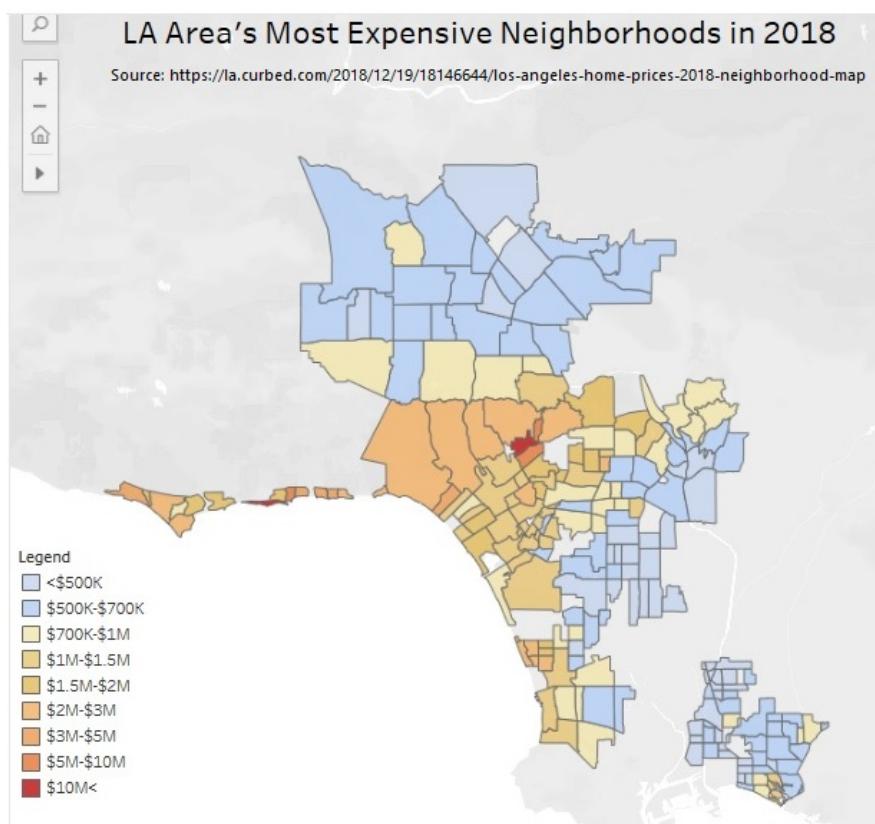 LA Area's Most Expensive Neighborhoods in 2018
Source: https://la.curbed.com/2018/12/19/18146644/los-angeles-home-prices-2018-neighborhood-map
Legend
<$500K
$500K-$700K
$700K-$1M
$1M-$1.5M
$1.5M-$2M
$2M-$3M
$3M-$5M
$5M-$10M
$10M<